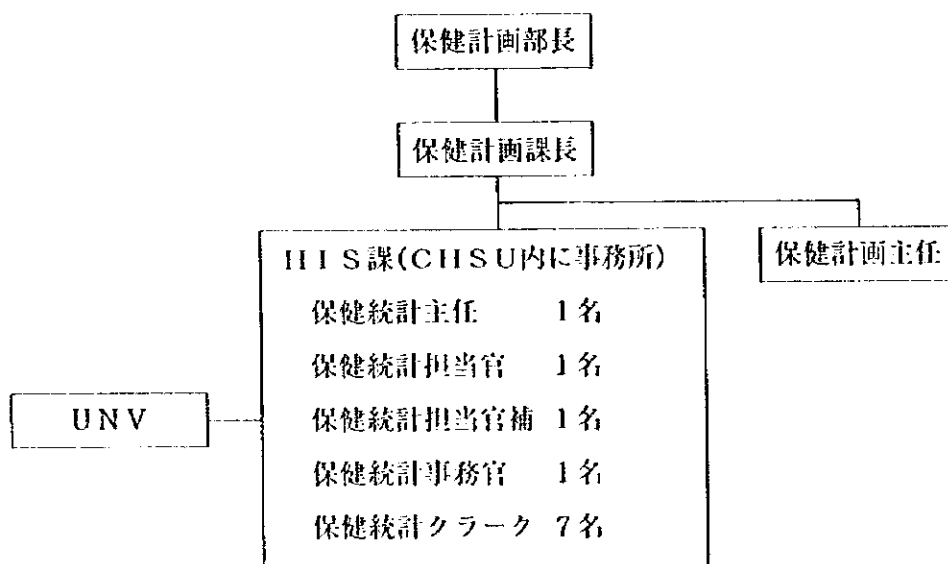 保健計画部長
保健計画課長
HIS課(CHSU内に事務所)
保健計画主任
保健統計主任 1名
保健統計担当官 1名
UNV
保健統計担当官補 1名
保健統計事務官 1名
保健統計クラーク 7名